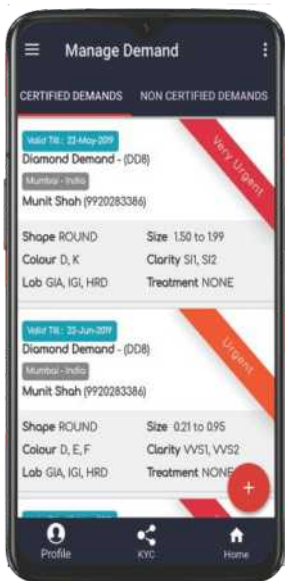 Manage Demand
CERTIFIED DEMANDS NON CERTIFIED DEMANDS
Valid Till : 22-May-2019
Very Urgent
Diamond Demand - (DD8)
Mumbai - India
Munit Shah (9920283386)
Shape ROUND Size 1.50 to 1.99
Colour D, K Clarity SI1, SI2
Lab GIA, IGI, HRD Treatment NONE
Valid Till : 22-Jun-2019
Urgent
Diamond Demand - (DD8)
Mumbai - India
Munit Shah (9920283386)
Shape ROUND Size 0.21 to 0.95
Colour D, E, F Clarity VVS1, VVS2
Lab GIA, IGI, HRD Treatment NONE
+
Profile KYC Home